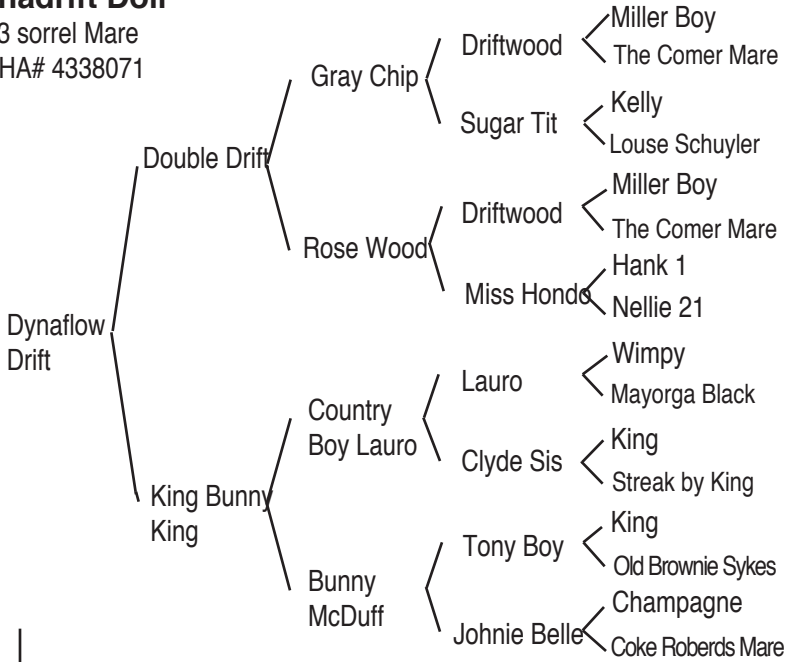 Doll
sorrel Mare
4338071
Miller Boy
Driftwood
The Comer Mare
Gray Chip
Kelly
Sugar Tit
Louse Schuyler
Double Drift
Miller Boy
Driftwood
The Comer Mare
Rose Wood
Hank 1
Miss Hondo
Nellie 21
Dynaflow
Drift
Wimpy
Lauro
Mayorga Black
Country
Boy Lauro
King
Clyde Sis
Streak by King
King Bunny
King
King
Tony Boy
Old Brownie Sykes
Bunny
McDuff
Champagne
Johnie Belle
Coke Roberds Mare